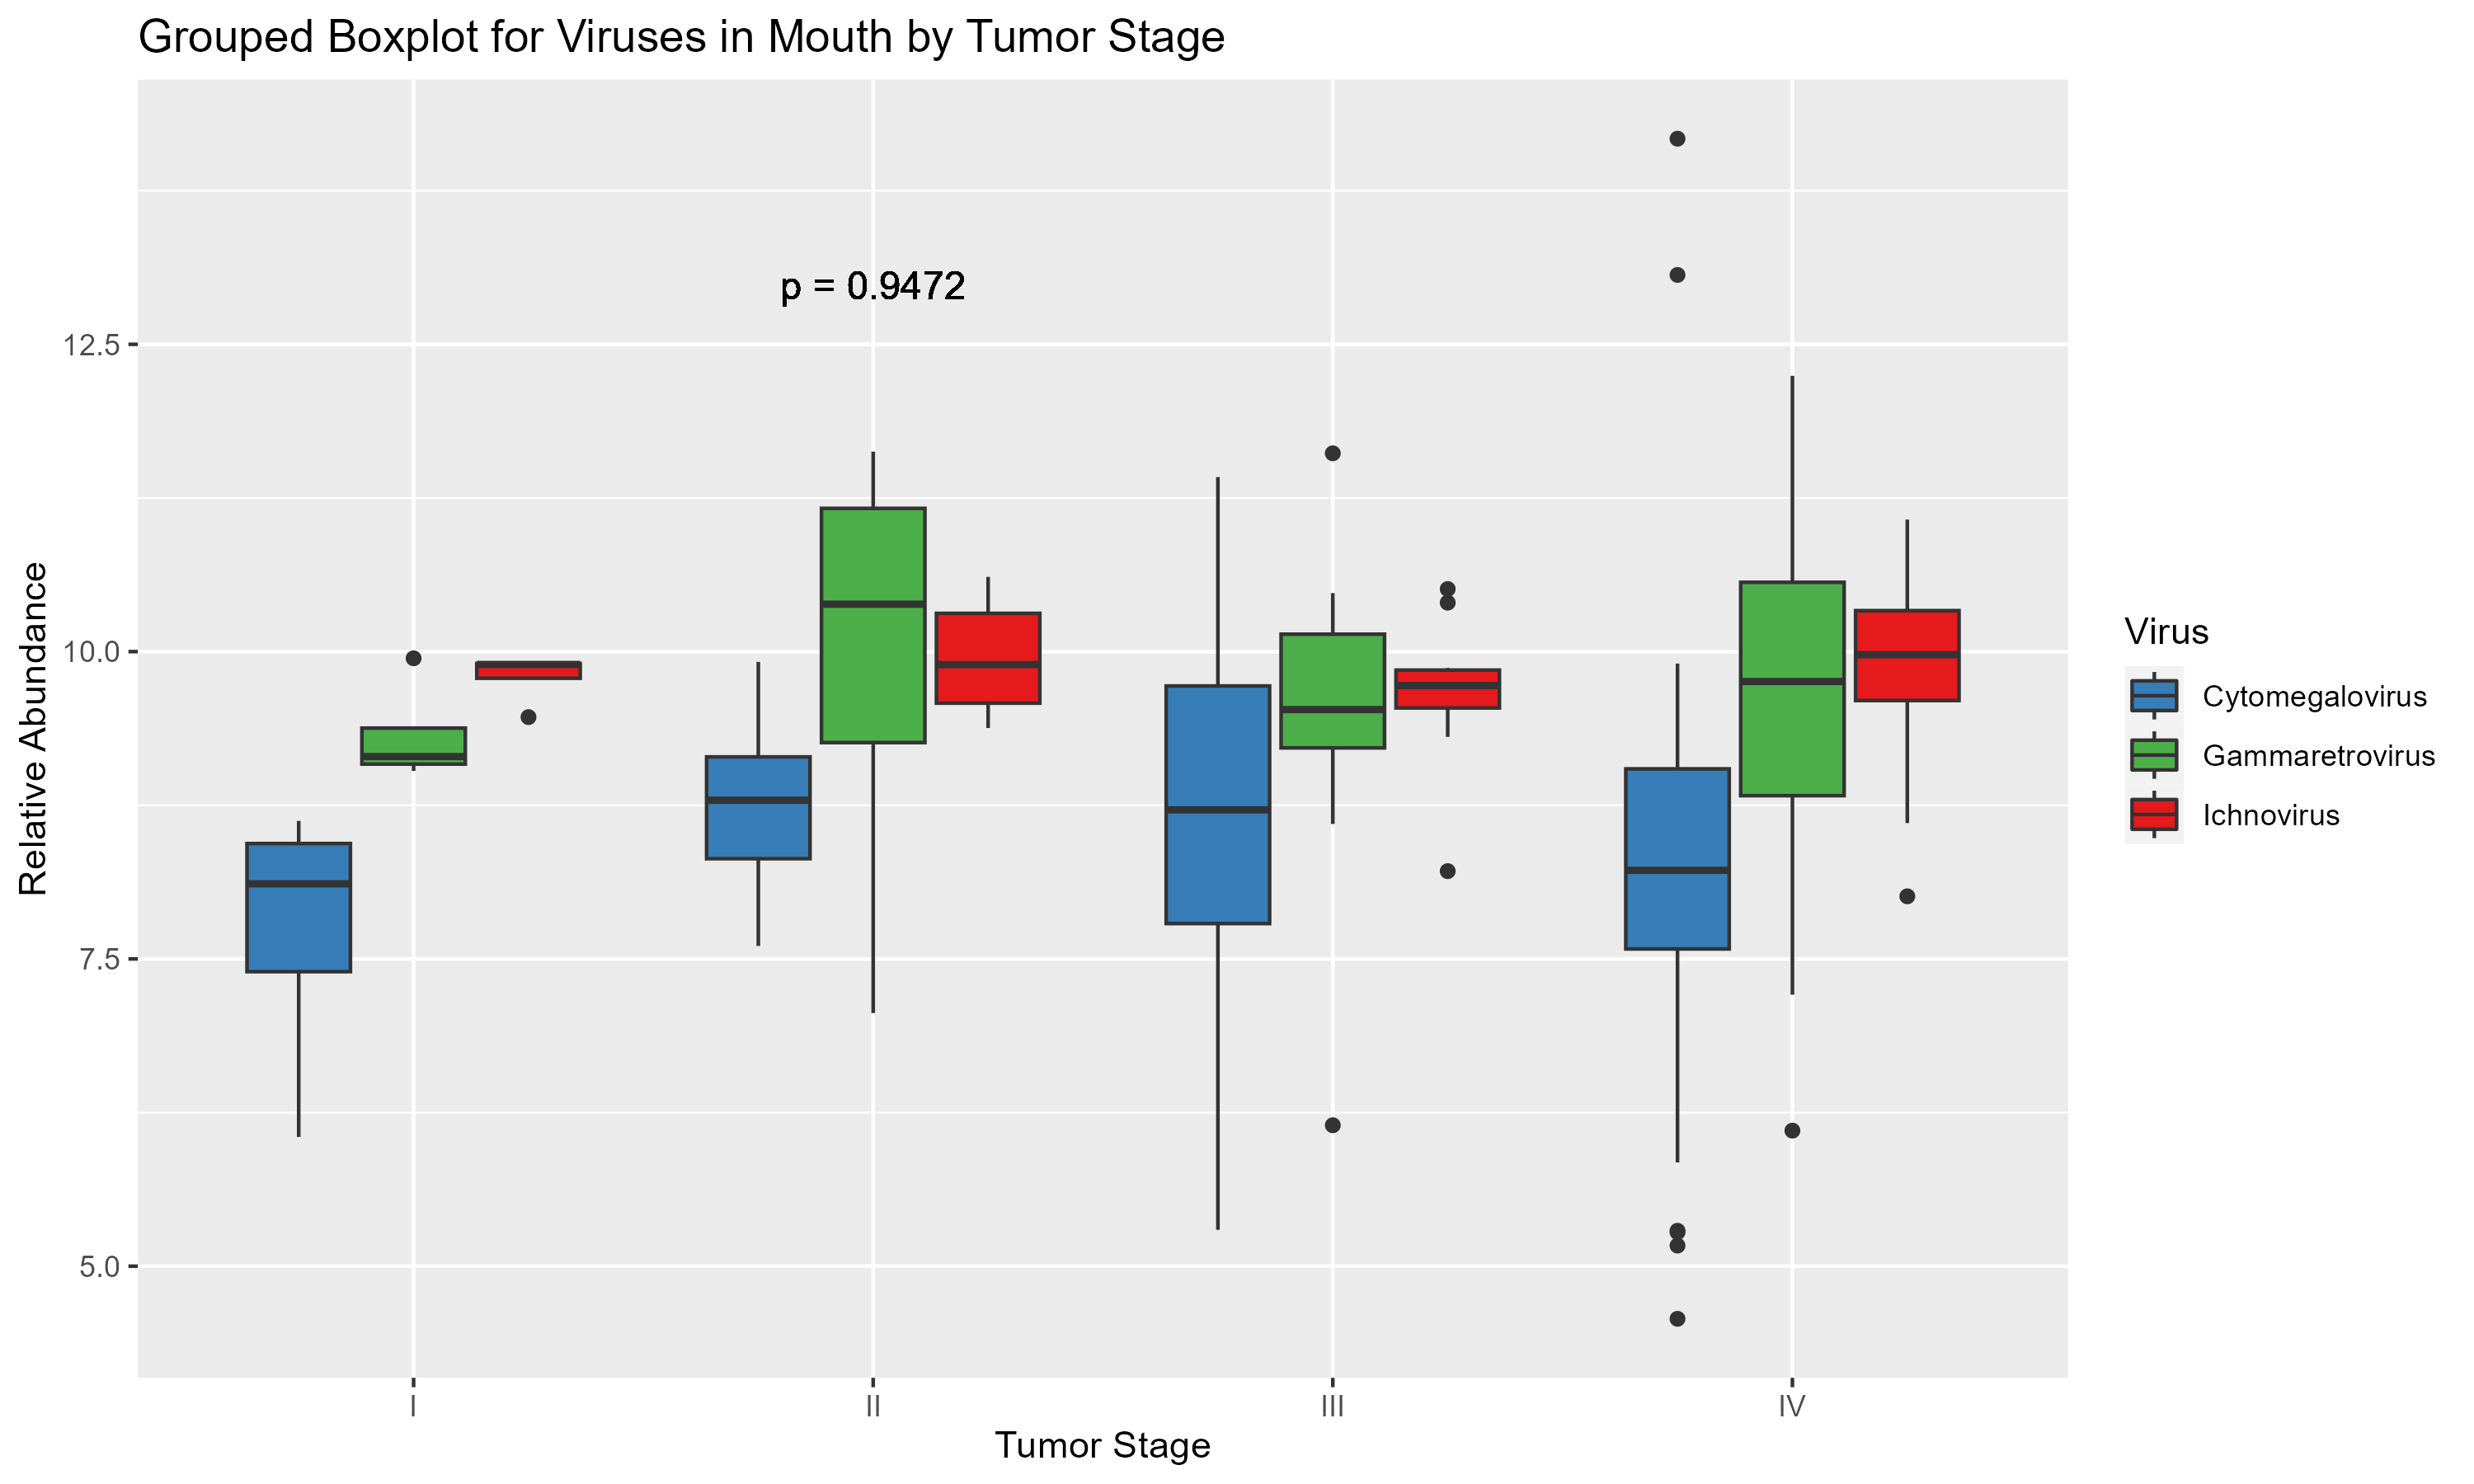 Grouped Boxplot for Viruses in Mouth by Tumor Stage
p = 0.9472
Relative Abundance
12.5
10.0
7.5
5.0
I
II
III
IV
Tumor Stage
Virus
Cytomegalovirus
Gammaretrovirus
Ichnovirus